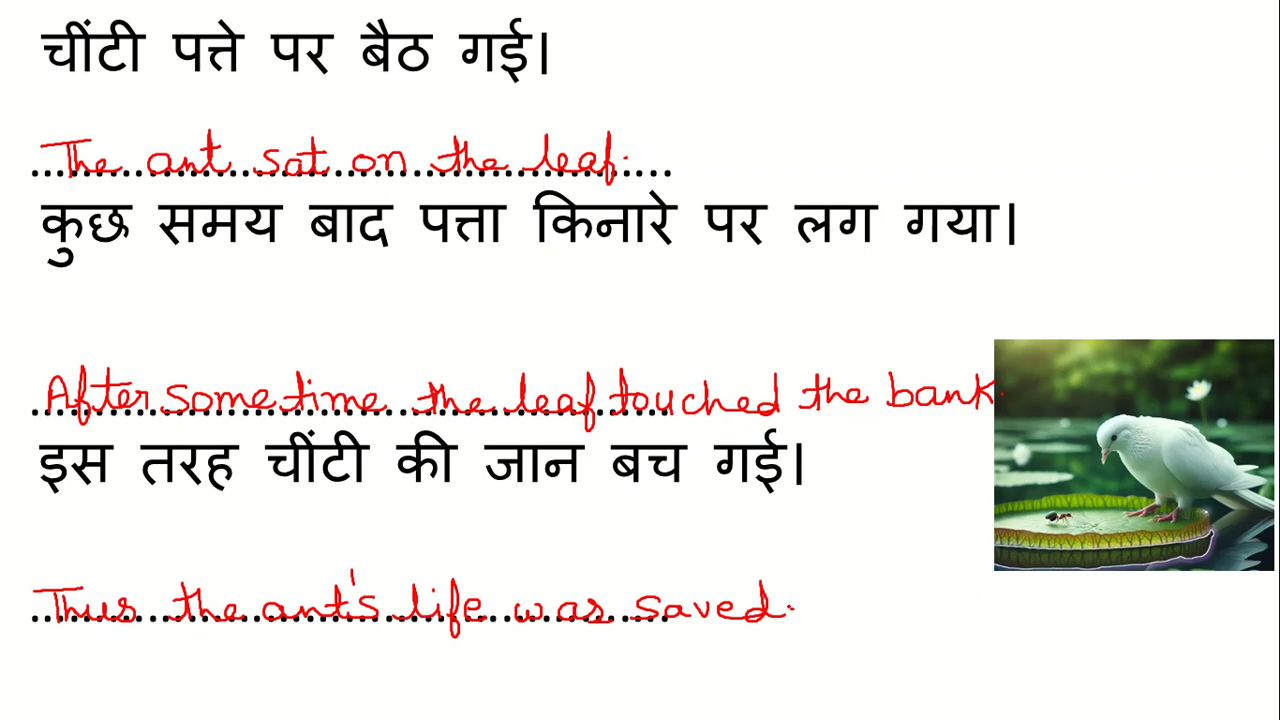 चींटी पत्ते पर बैठ गई।
The ant sat on the leaf.
कुछ समय बाद पत्ता किनारे पर लग गया।
After some time the leaf touched the bank.
इस तरह चींटी की जान बच गई।
Thus the ant's life was saved.